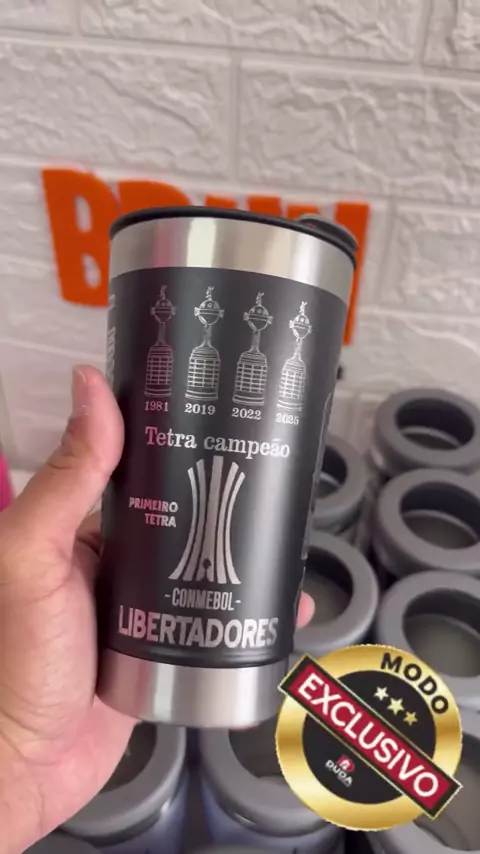 1981 2019 2022 2025
Tetra campeão
PRIMEIRO
TETRA
-CONMEBOL-
LIBERTADORES
MODO
EXCLUSIVO
DUDA